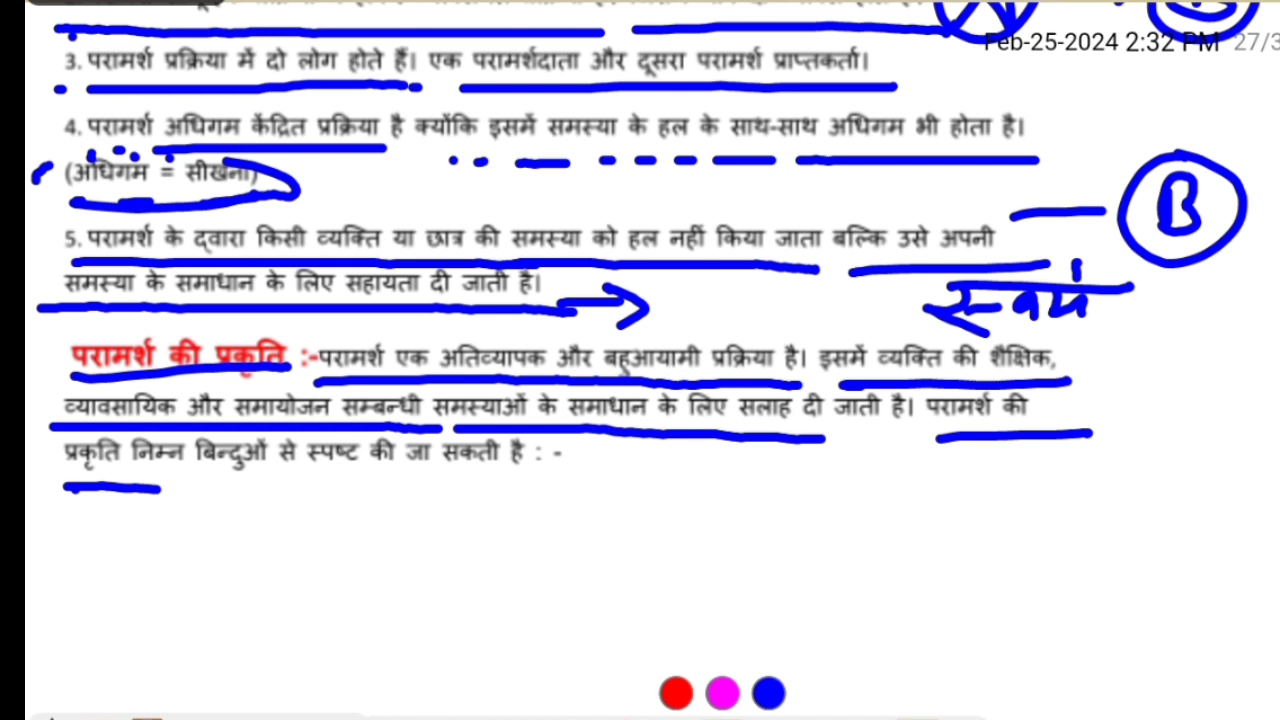 Feb-25-2024 2:32 PM 27/3
3. परामर्श प्रक्रिया में दो लोग होते हैं। एक परामर्शदाता और दूसरा परामर्श प्राप्तकर्ता।
4. परामर्श अधिगम केंद्रित प्रक्रिया है क्योंकि इसमें समस्या के हल के साथ-साथ अधिगम भी होता है।
(अधिगम = सीखना)
B
5. परामर्श के द्वारा किसी व्यक्ति या छात्र की समस्या को हल नहीं किया जाता बल्कि उसे अपनी
समस्या के समाधान के लिए सहायता दी जाती है।
स्वयं
परामर्श की प्रकृति :-परामर्श एक अतिव्यापक और बहुआयामी प्रक्रिया है। इसमें व्यक्ति की शैक्षिक,
व्यावसायिक और समायोजन सम्बन्धी समस्याओं के समाधान के लिए सलाह दी जाती है। परामर्श की
प्रकृति निम्न बिन्दुओं से स्पष्ट की जा सकती है : -